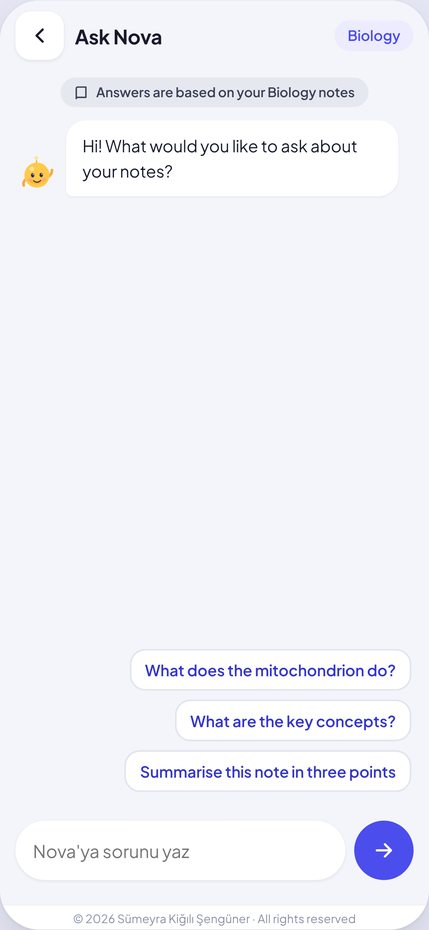 Ask Nova
Biology
Answers are based on your Biology notes
Hi! What would you like to ask about
your notes?
What does the mitochondrion do?
What are the key concepts?
Summarise this note in three points
Nova'ya sorunu yaz
© 2026 Sümeyra Kiğılı Şengüner · All rights reserved